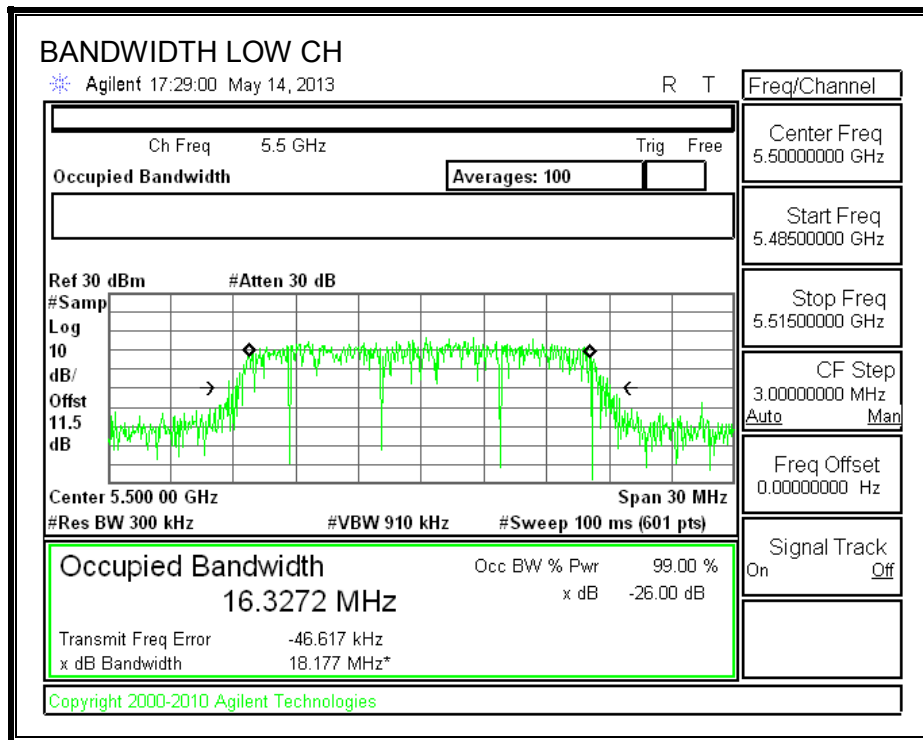 BANDWIDTH LOW CH
Agilent 17:29:00 May 14, 2013 R T
Ch Freq 5.5 GHz Trig Free
Occupied Bandwidth Averages: 100
Ref 30 dBm #Atten 30 dB
#Samp
Log
10
dB/
Offst
11.5
dB
Center 5.500 00 GHz Span 30 MHz
#Res BW 300 kHz #VBW 910 kHz #Sweep 100 ms (601 pts)
Occupied Bandwidth Occ BW % Pwr 99.00 %
16.3272 MHz x dB -26.00 dB
Transmit Freq Error -46.617 kHz
x dB Bandwidth 18.177 MHz*
Copyright 2000-2010 Agilent Technologies
Freq/Channel
Center Freq
5.50000000 GHz
Start Freq
5.48500000 GHz
Stop Freq
5.51500000 GHz
CF Step
3.00000000 MHz
Auto Man
Freq Offset
0.00000000 Hz
Signal Track
On Off